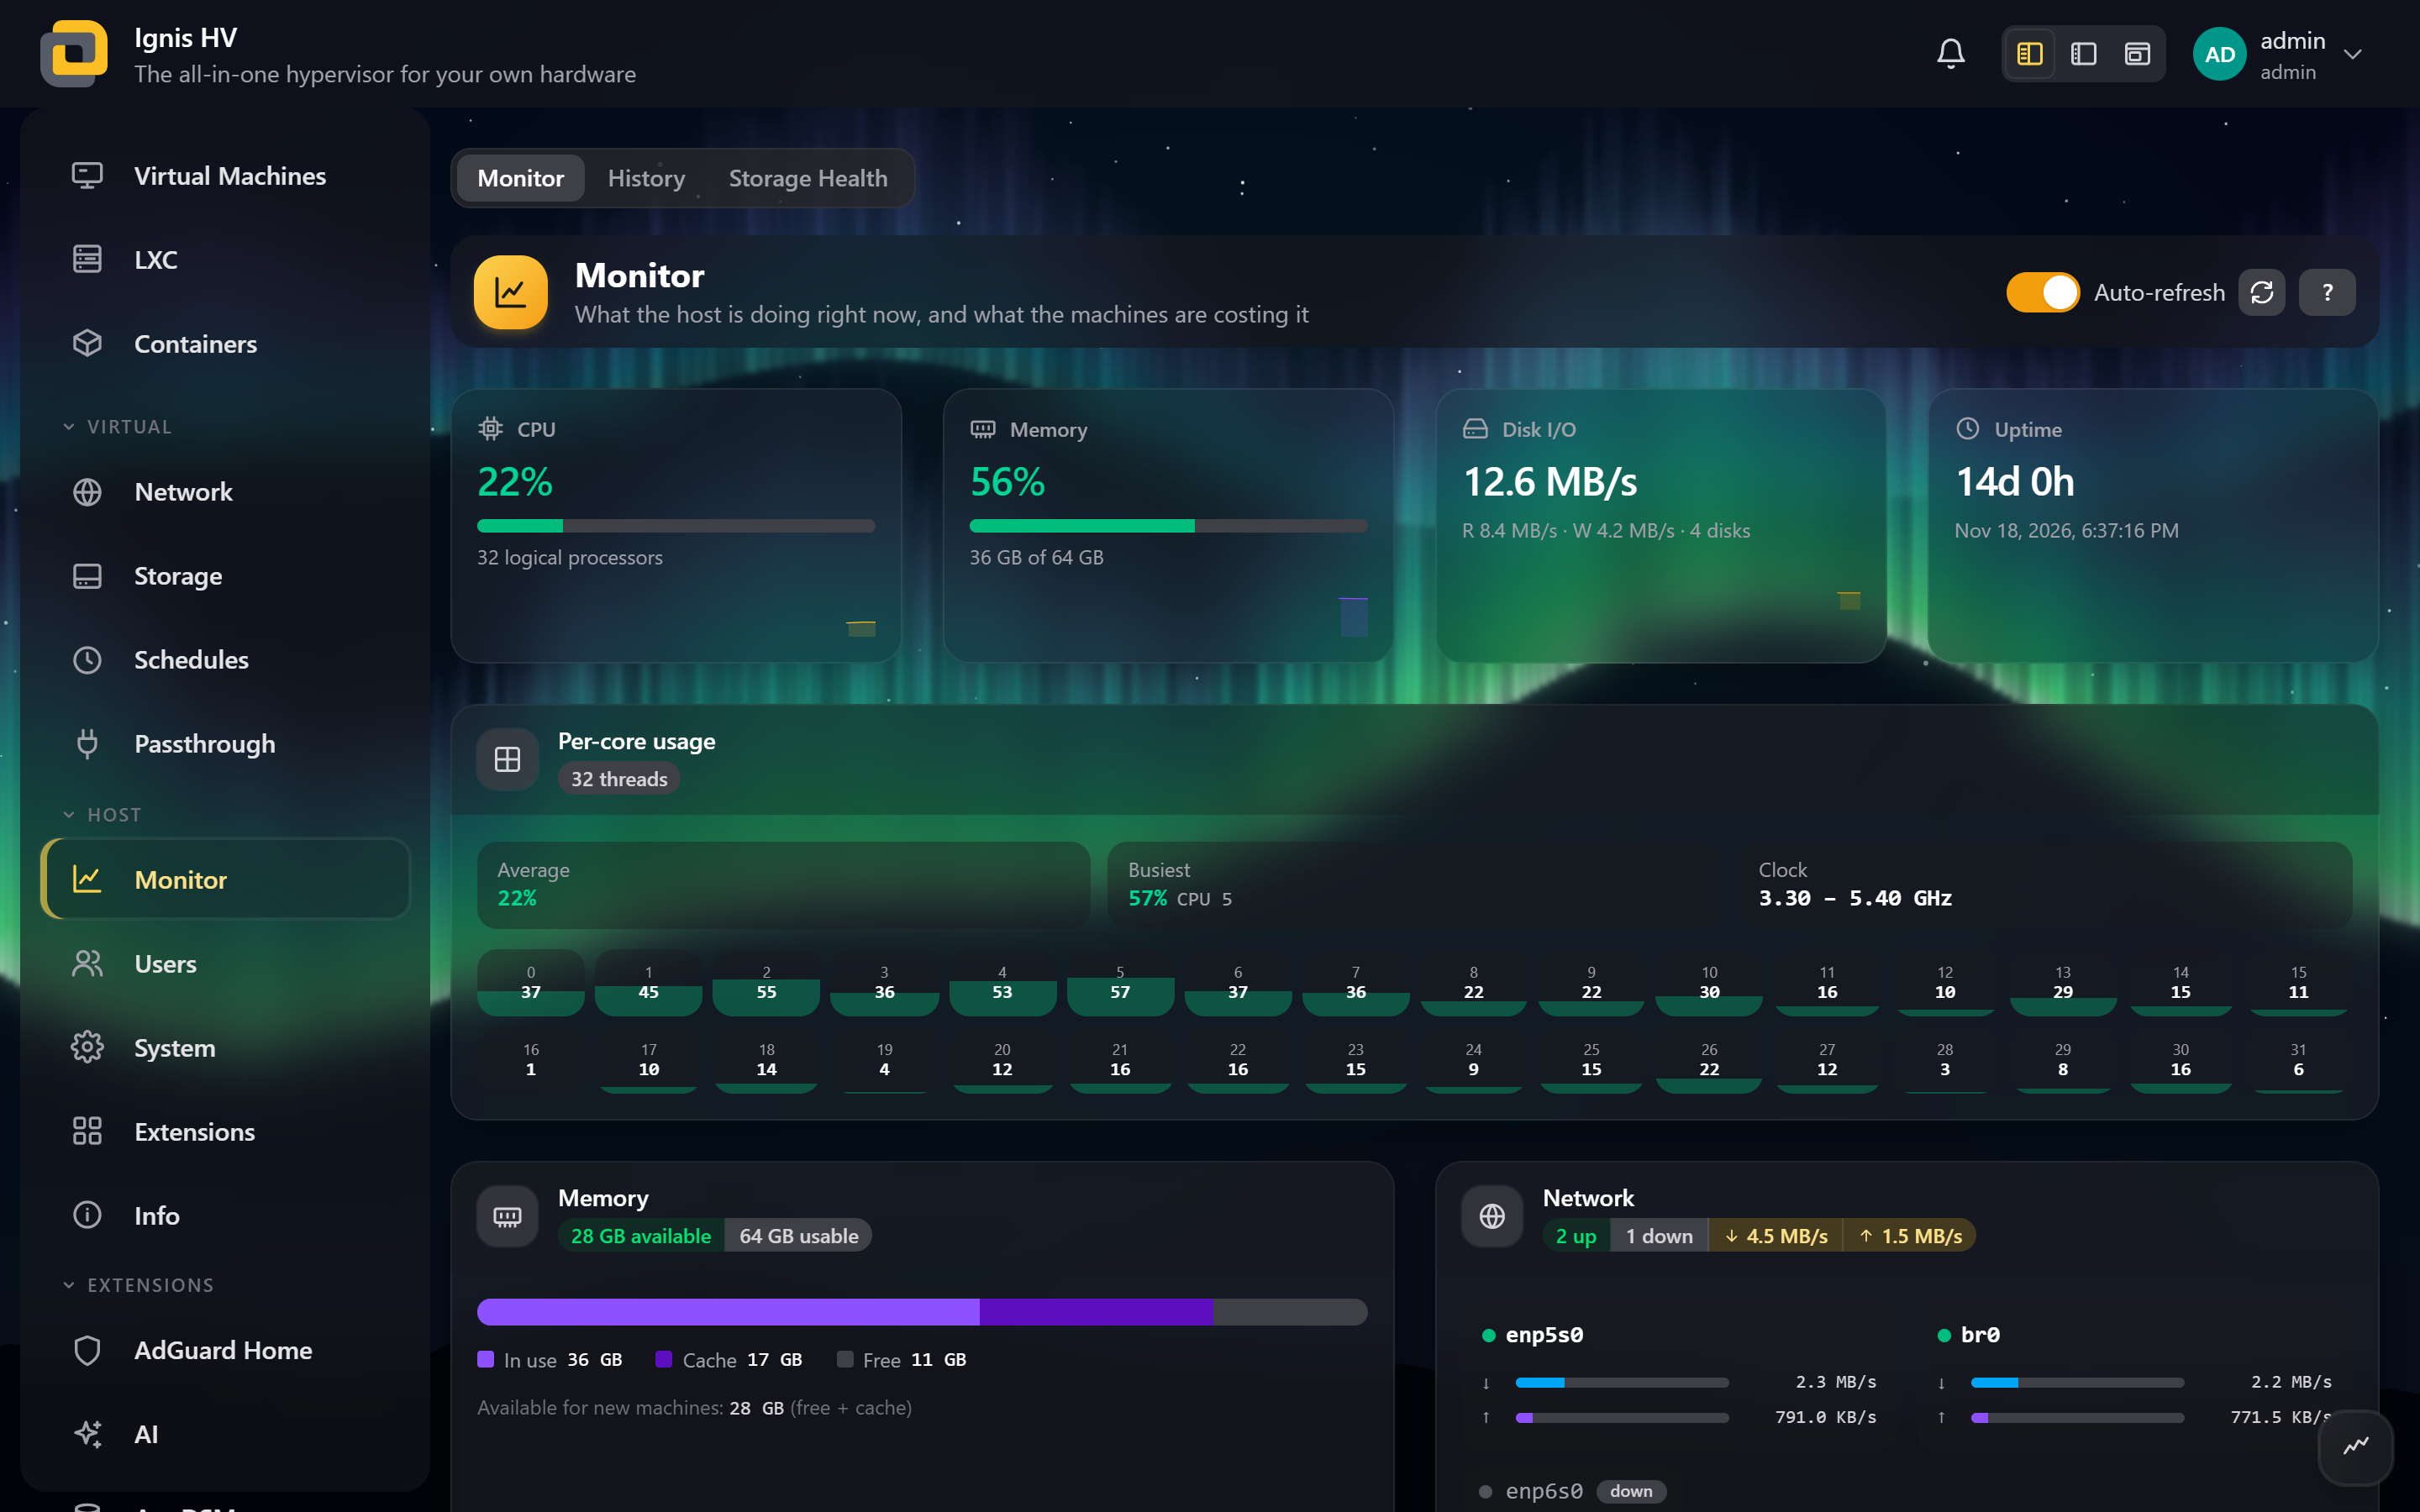 Ignis HV
The all-in-one hypervisor for your own hardware
AD
admin
admin
Virtual Machines
LXC
Containers
VIRTUAL
Network
Storage
Schedules
Passthrough
HOST
Monitor
Users
System
Extensions
Info
EXTENSIONS
AdGuard Home
AI
Monitor History Storage Health
Monitor
What the host is doing right now, and what the machines are costing it
Auto-refresh ?
CPU
22%
32 logical processors
Memory
56%
36 GB of 64 GB
Disk I/O
12.6 MB/s
R 8.4 MB/s · W 4.2 MB/s · 4 disks
Uptime
14d 0h
Nov 18, 2026, 6:37:16 PM
Per-core usage
32 threads
Average
22%
Busiest
57% CPU 5
Clock
3.30 – 5.40 GHz
0 1 2 3 4 5 6 7 8 9 10 11 12 13 14 15
37 45 55 36 53 57 37 36 22 22 30 16 10 29 15 11
16 17 18 19 20 21 22 23 24 25 26 27 28 29 30 31
1 10 14 4 12 16 16 15 9 15 22 12 3 8 16 6
Memory
28 GB available 64 GB usable
In use 36 GB Cache 17 GB Free 11 GB
Available for new machines: 28 GB (free + cache)
Network
2 up 1 down ↓ 4.5 MB/s ↑ 1.5 MB/s
enp5s0
↓ 2.3 MB/s
↑ 791.0 KB/s
br0
↓ 2.2 MB/s
↑ 771.5 KB/s
enp6s0 down